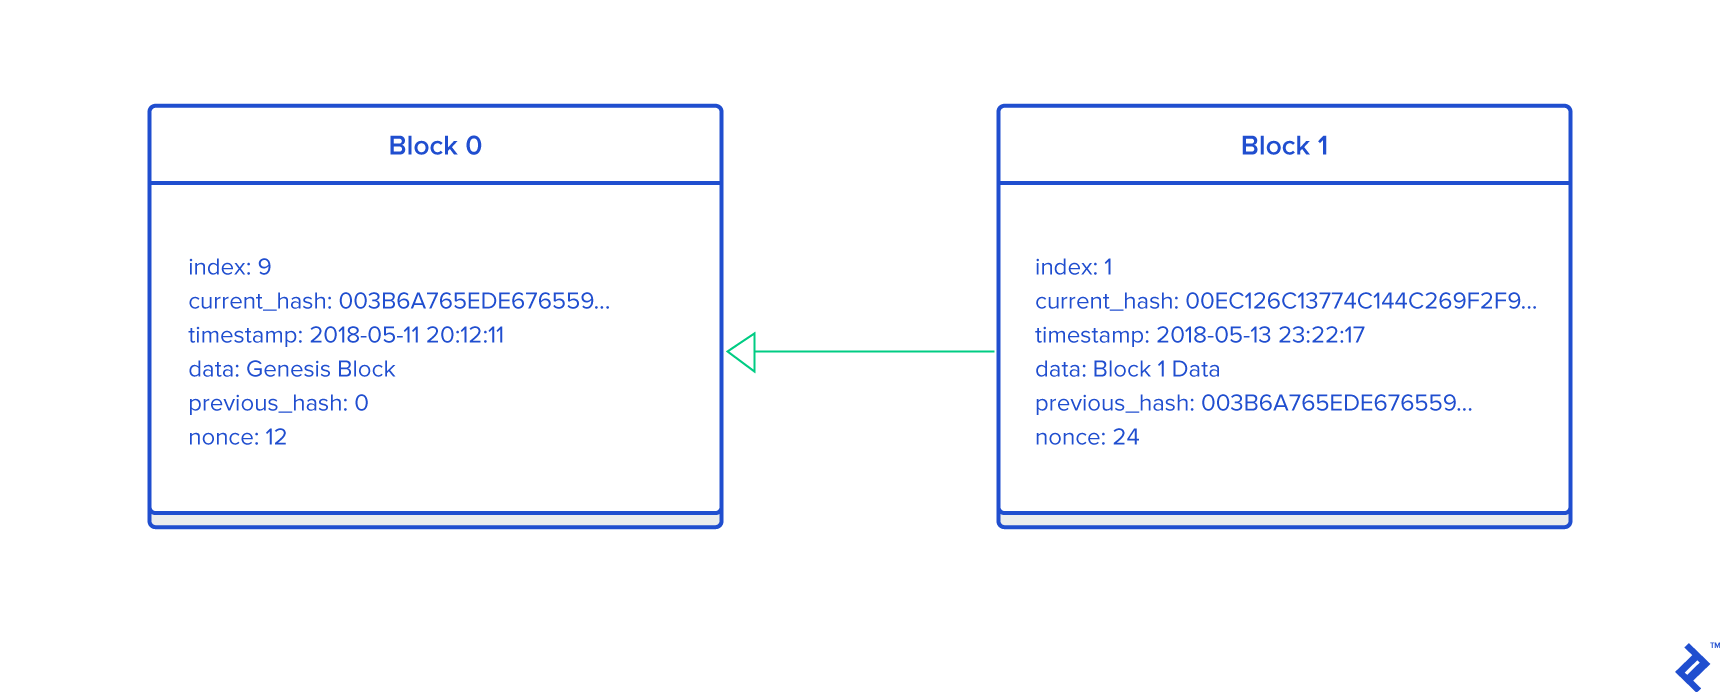 Block 0
index: 9
current_hash: 003B6A765EDE676559...
timestamp: 2018-05-11 20:12:11
data: Genesis Block
previous_hash: 0
nonce: 12
Block 1
index: 1
current_hash: 00EC126C13774C144C269F2F9...
timestamp: 2018-05-13 23:22:17
data: Block 1 Data
previous_hash: 003B6A765EDE676559...
nonce: 24
TM